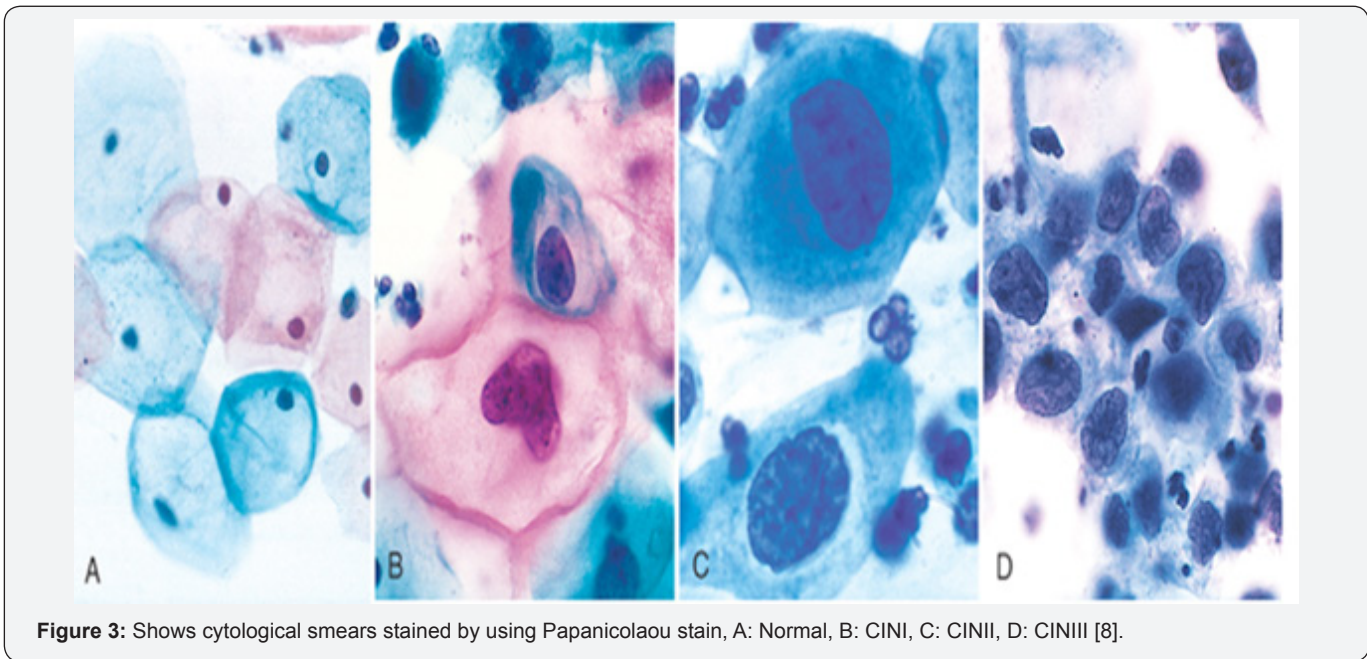 A
B
C
D
Figure 3: Shows cytological smears stained by using Papanicolaou stain, A: Normal, B: CINI, C: CINII, D: CINIII [8].